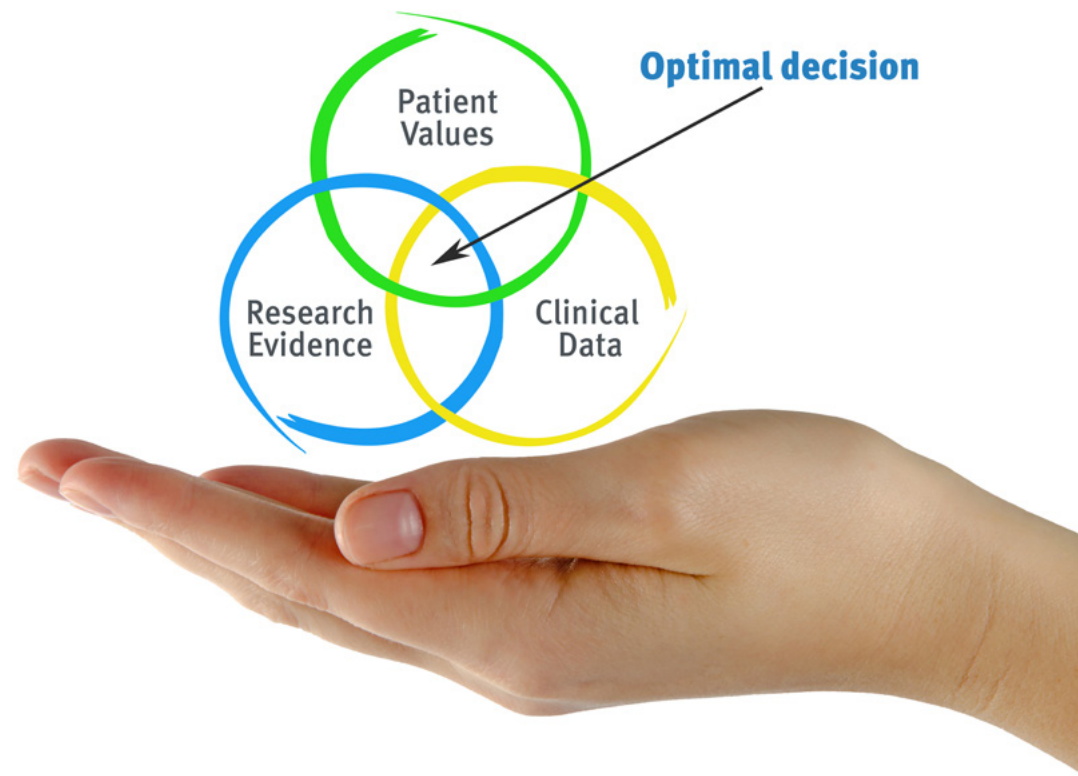 Optimal decision
Patient
Values
Research
Evidence
Clinical
Data